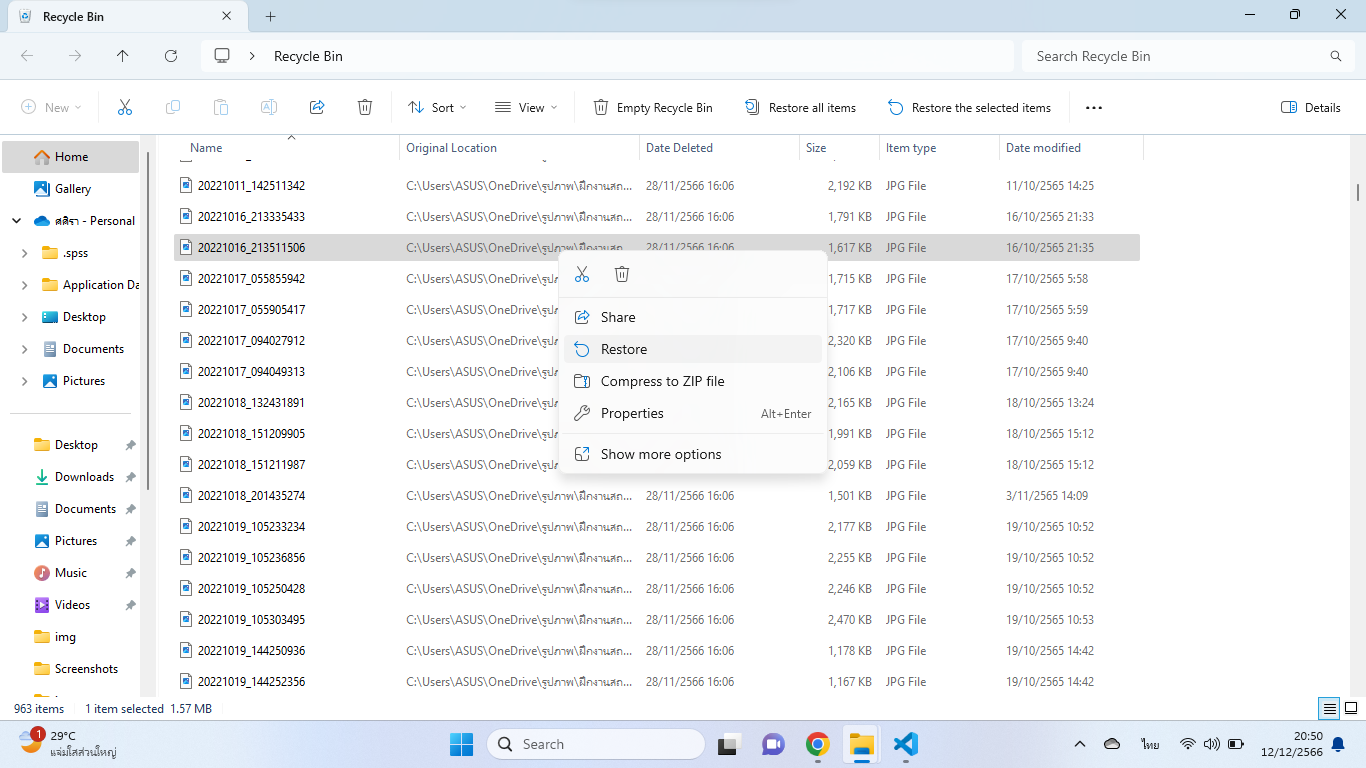 Recycle Bin
Recycle Bin
Search Recycle Bin
New
Sort
View
Empty Recycle Bin
Restore all items
Restore the selected items
Details
Home
Gallery
ศศิรา - Personal
.spss
Application Da
Desktop
Documents
Pictures
Desktop
Downloads
Documents
Pictures
Music
Videos
img
Screenshots
Name Original Location Date Deleted Size Item type Date modified
20221011_142511342 C:\Users\ASUS\OneDrive\รูปภาพ\ฝึกงานสถ... 28/11/2566 16:06 2,192 KB JPG File 11/10/2565 14:25
20221016_213335433 C:\Users\ASUS\OneDrive\รูปภาพ\ฝึกงานสถ... 28/11/2566 16:06 1,791 KB JPG File 16/10/2565 21:33
20221016_213511506 C:\Users\ASUS\OneDrive\รูปภาพ\ฝึกงานสถ... 28/11/2566 16:06 1,617 KB JPG File 16/10/2565 21:35
20221017_055855942 C:\Users\ASUS\OneDrive\รูปภ 1,715 KB JPG File 17/10/2565 5:58
20221017_055905417 C:\Users\ASUS\OneDrive\รูปภ 1,717 KB JPG File 17/10/2565 5:59
20221017_094027912 C:\Users\ASUS\OneDrive\รูปภ 2,320 KB JPG File 17/10/2565 9:40
20221017_094049313 C:\Users\ASUS\OneDrive\รูปภ 2,106 KB JPG File 17/10/2565 9:40
20221018_132431891 C:\Users\ASUS\OneDrive\รูปภ 2,165 KB JPG File 18/10/2565 13:24
20221018_151209905 C:\Users\ASUS\OneDrive\รูปภ 1,991 KB JPG File 18/10/2565 15:12
20221018_151211987 C:\Users\ASUS\OneDrive\รูปภ 2,059 KB JPG File 18/10/2565 15:12
20221018_201435274 C:\Users\ASUS\OneDrive\รูปภาพ\ฝึกงานสถ... 28/11/2566 16:06 1,501 KB JPG File 3/11/2565 14:09
20221019_105233234 C:\Users\ASUS\OneDrive\รูปภาพ\ฝึกงานสถ... 28/11/2566 16:06 2,177 KB JPG File 19/10/2565 10:52
20221019_105236856 C:\Users\ASUS\OneDrive\รูปภาพ\ฝึกงานสถ... 28/11/2566 16:06 2,255 KB JPG File 19/10/2565 10:52
20221019_105250428 C:\Users\ASUS\OneDrive\รูปภาพ\ฝึกงานสถ... 28/11/2566 16:06 2,246 KB JPG File 19/10/2565 10:52
20221019_105303495 C:\Users\ASUS\OneDrive\รูปภาพ\ฝึกงานสถ... 28/11/2566 16:06 2,470 KB JPG File 19/10/2565 10:53
20221019_144250936 C:\Users\ASUS\OneDrive\รูปภาพ\ฝึกงานสถ... 28/11/2566 16:06 1,178 KB JPG File 19/10/2565 14:42
20221019_144252356 C:\Users\ASUS\OneDrive\รูปภาพ\ฝึกงานสถ... 28/11/2566 16:06 1,167 KB JPG File 19/10/2565 14:42
Share
Restore
Compress to ZIP file
Properties Alt+Enter
Show more options
963 items 1 item selected 1.57 MB
1
29°C
แจ่มใสส่วนใหญ่
Search
ไทย
20:50
12/12/2566